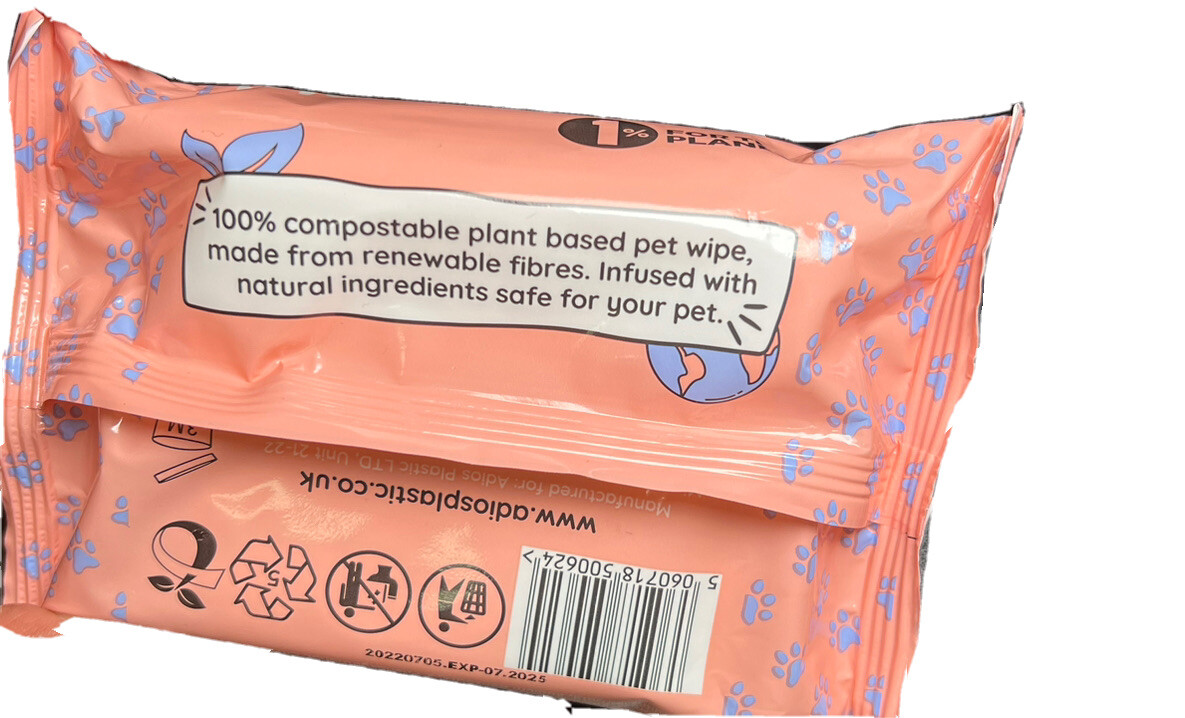 1% FOR T
PLAN
100% compostable plant based pet wipe,
made from renewable fibres. Infused with
natural ingredients safe for your pet.
3M
Manufactured for: Adios Plastic LTD, Unit 21-22
www.adiosplastic.co.uk
5
5 060718 500624 >
20220705.EXP-07.2025